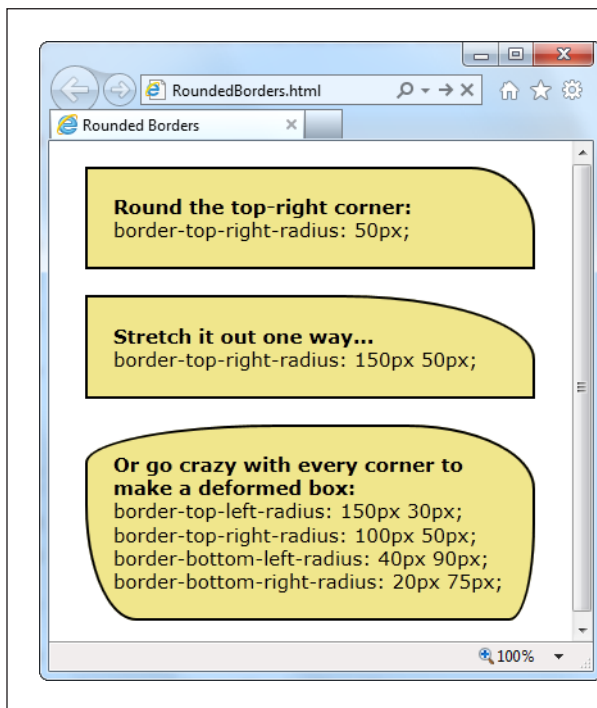 RoundedBorders.html
Rounded Borders
Round the top-right corner:
border-top-right-radius: 50px;
Stretch it out one way...
border-top-right-radius: 150px 50px;
Or go crazy with every corner to
make a deformed box:
border-top-left-radius: 150px 30px;
border-top-right-radius: 100px 50px;
border-bottom-left-radius: 40px 90px;
border-bottom-right-radius: 20px 75px;
100%